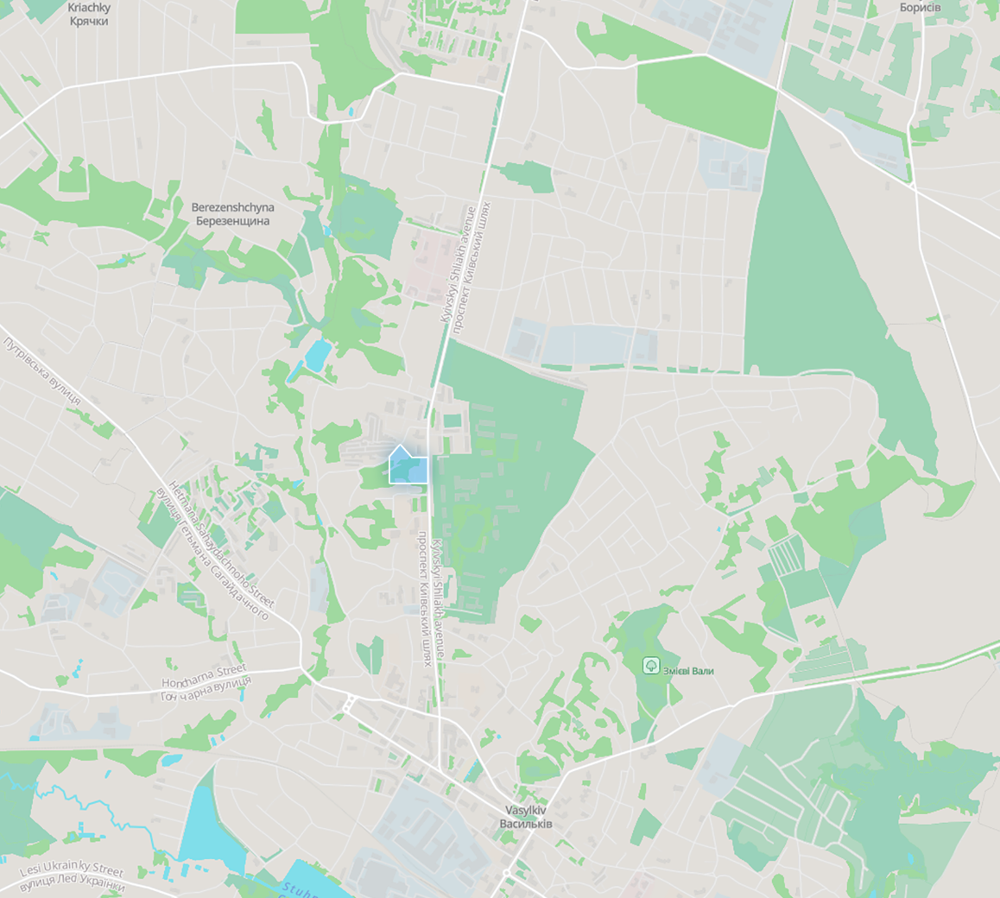 Kriachky
Крячки
Борисів
Berezenshchyna
Березенщина
Kyivskyi Shliakh avenue
проспект Київський шлях
Путрівська вулиця
Hetmana Sahaydachnoho Street
вулиця Гетьмана Сагайдачного
Kyivskyi Shliakh avenue
проспект Київський шлях
Змієві Вали
Honcharna Street
Гончарна вулиця
Vasylkiv
Васильків
Lesi Ukrainky Street
вулиця Лесі Українки